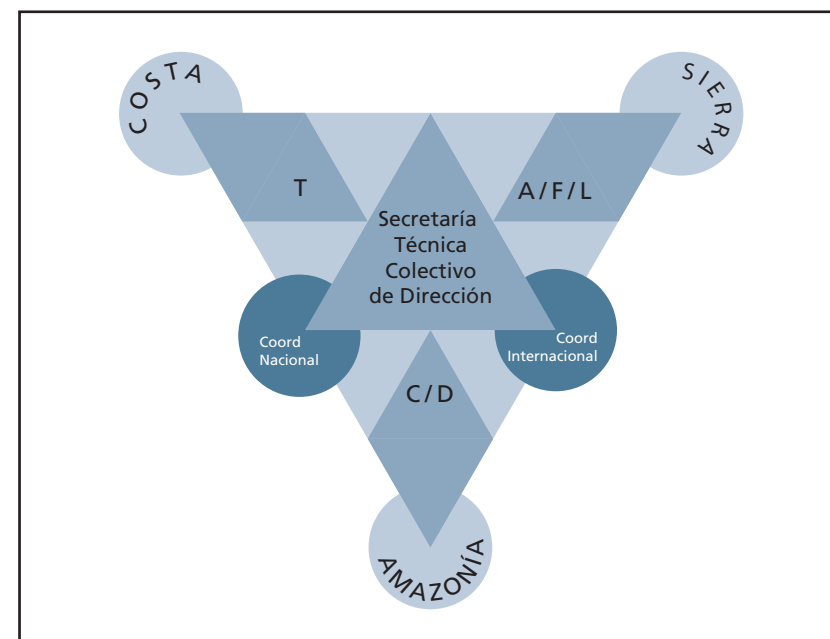 COSTA
SIERRA
T
A/F/L
Secretaría
Técnica
Colectivo
de Dirección
Coord
Nacional
Coord
Internacional
C/D
AMAZONÍA